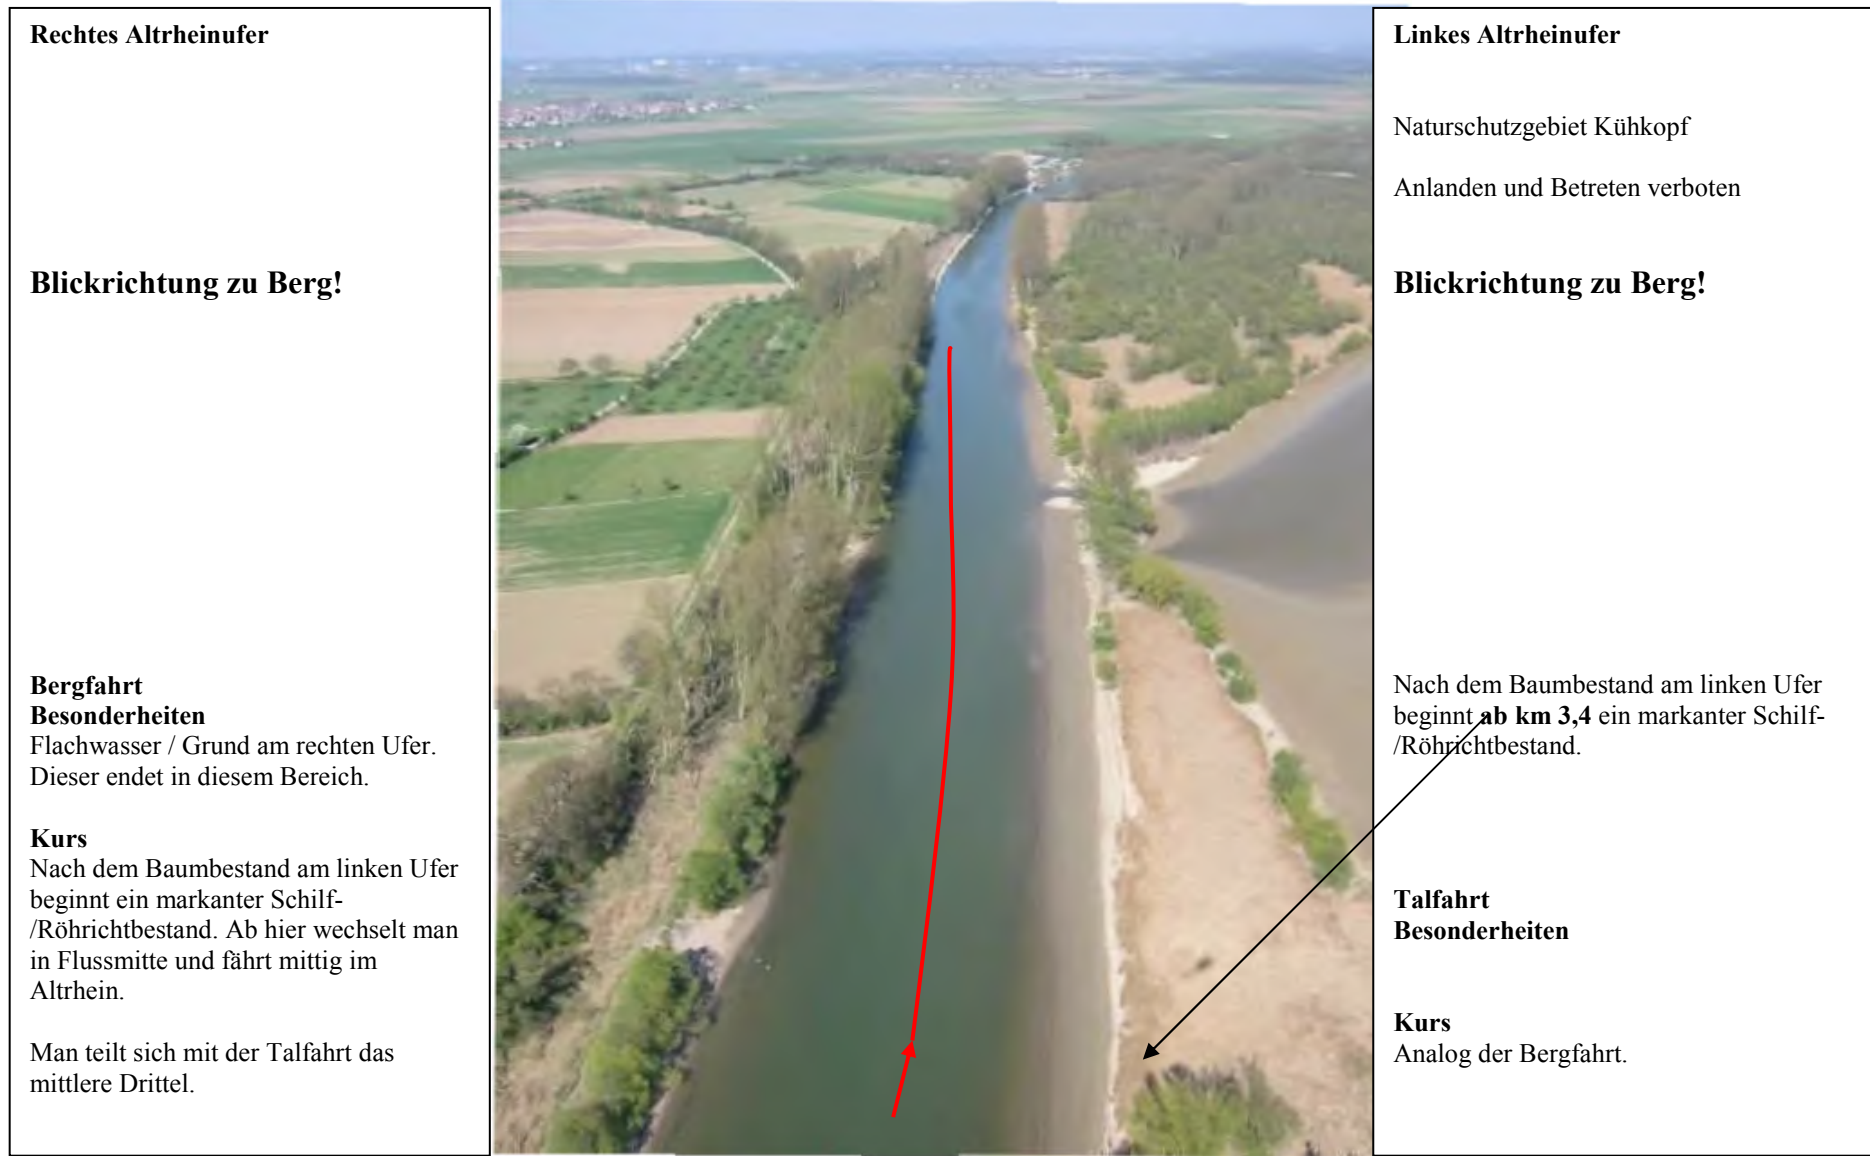 Rechtes Altrheinufer
Blickrichtung zu Berg!
Bergfahrt
Besonderheiten
Flachwasser / Grund am rechten Ufer.
Dieser endet in diesem Bereich.
Kurs
Nach dem Baumbestand am linken Ufer
beginnt ein markanter Schilf-
/Röhrichtbestand. Ab hier wechselt man
in Flussmitte und fährt mittig im
Altrhein.
Man teilt sich mit der Talfahrt das
mittlere Drittel.
Linkes Altrheinufer
Naturschutzgebiet Kühkopf
Anlanden und Betreten verboten
Blickrichtung zu Berg!
Nach dem Baumbestand am linken Ufer
beginnt ab km 3,4 ein markanter Schilf-
/Röhrichtbestand.
Talfahrt
Besonderheiten
Kurs
Analog der Bergfahrt.